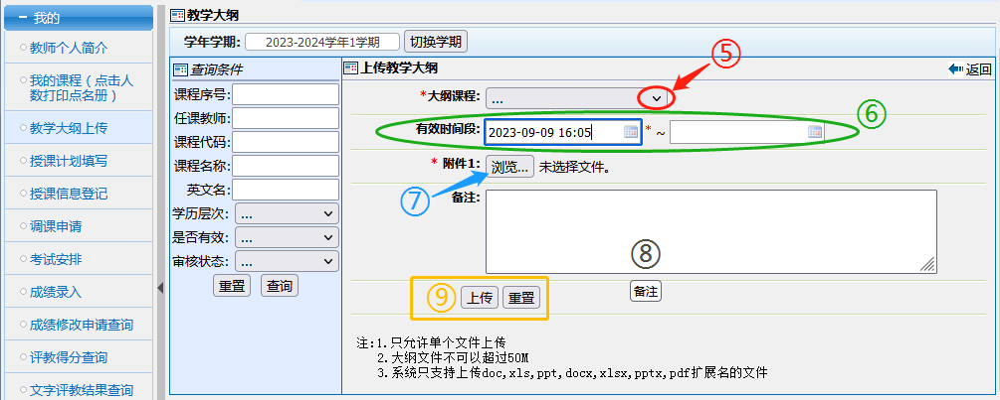 我的
教师个人简介
我的课程（点击人
数打印点名册）
教学大纲上传
授课计划填写
授课信息登记
调课申请
考试安排
成绩录入
成绩修改申请查询
评教得分查询
文字评教结果查询
教学大纲
学年学期: 2023-2024学年1学期 切换学期
查询条件
课程序号:
任课教师:
课程代码:
课程名称:
英文名:
学历层次: ...
是否有效: ...
审核状态: ...
重置 查询
上传教学大纲 返回
*大纲课程: ... ⑤
有效时间段: 2023-09-09 16:05 * ~ ⑥
* 附件1: 浏览... 未选择文件。
⑦
备注:
⑧
备注
⑨ 上传 重置
注:1.只允许单个文件上传
2.大纲文件不可以超过50M
3.系统只支持上传doc,xls,ppt,docx,xlsx,pptx,pdf扩展名的文件